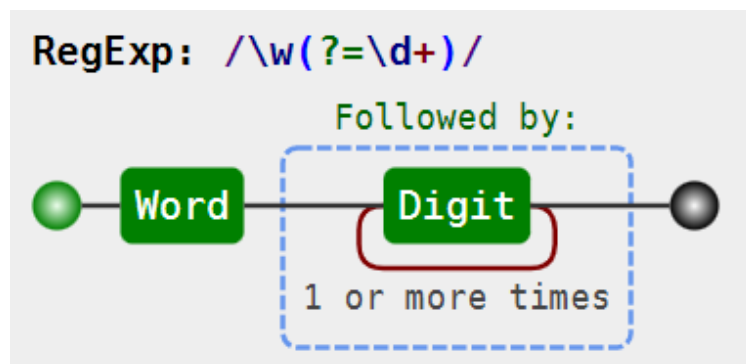 RegExp: /\w(?=\d+)/
Followed by:
Word Digit
1 or more times